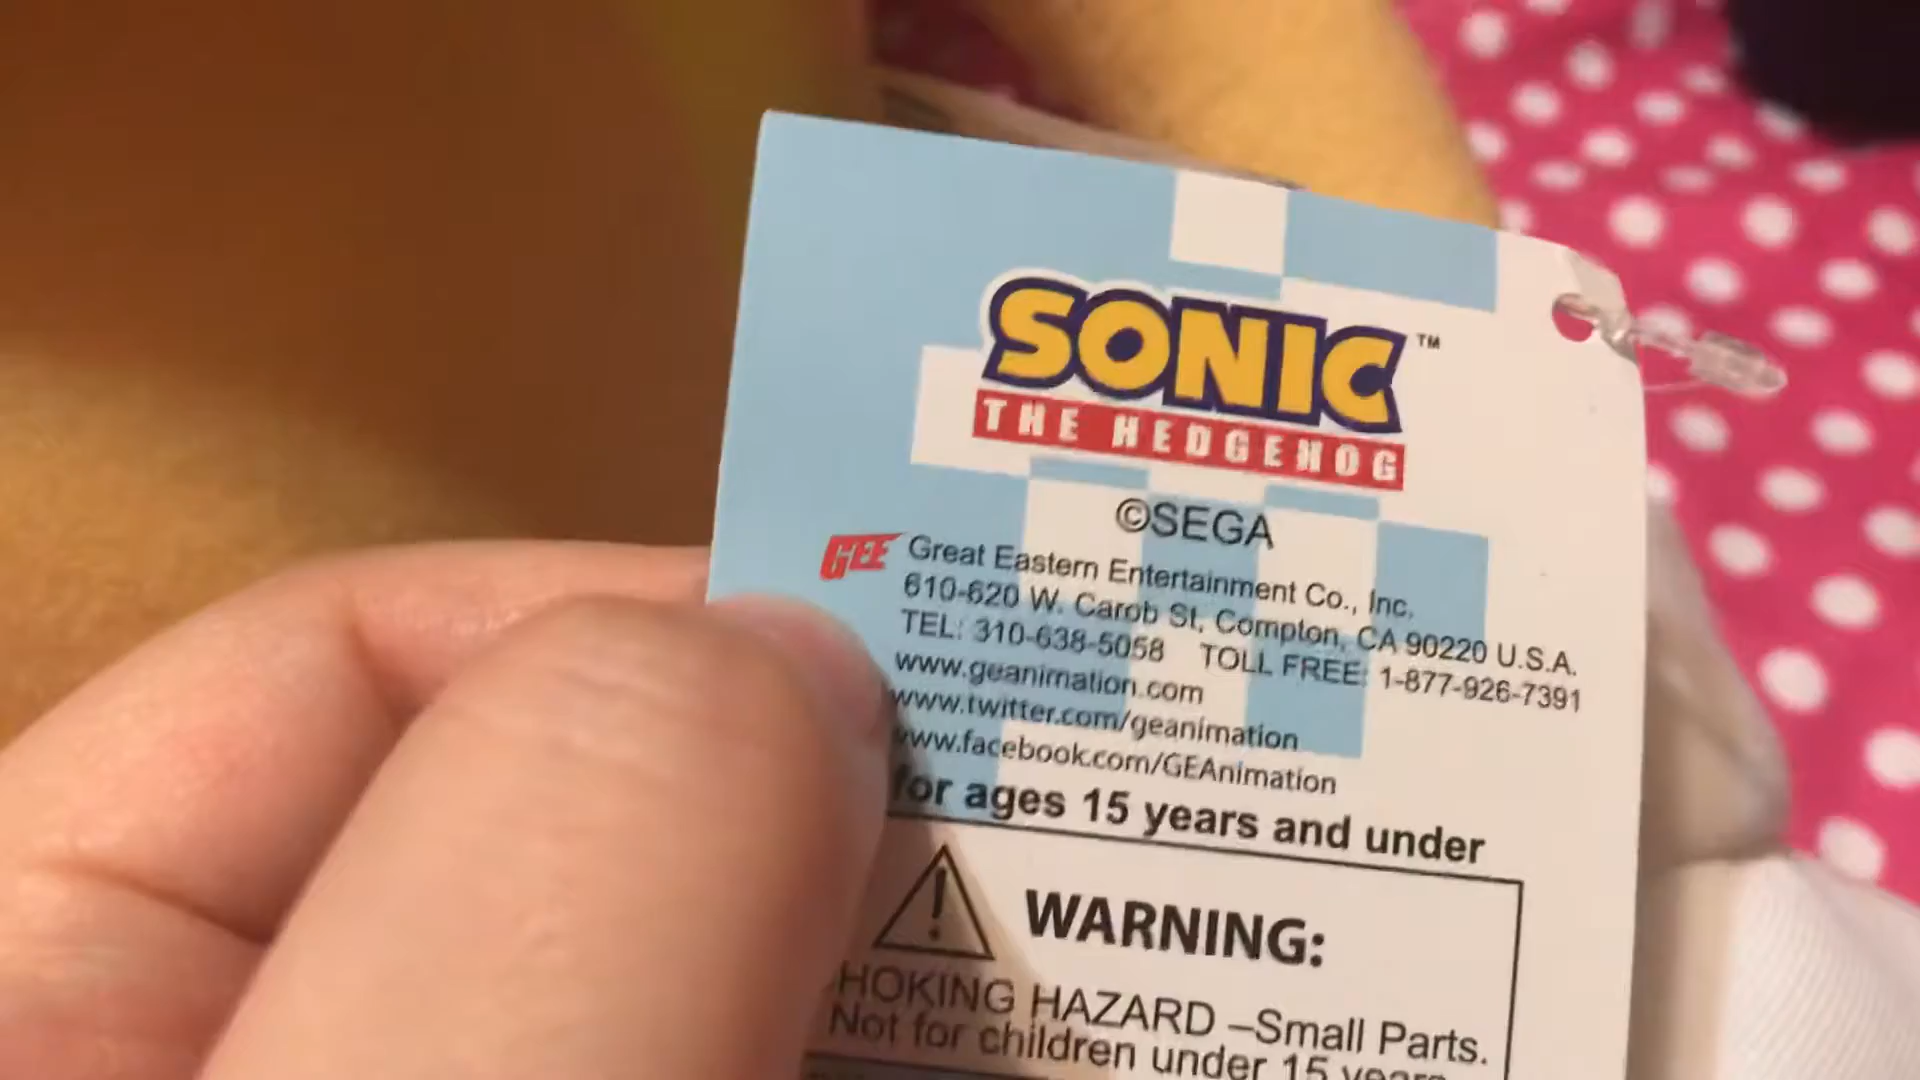 SONIC™
THE HEDGEHOG
©SEGA
GEE Great Eastern Entertainment Co., Inc.
610-620 W. Carob St, Compton, CA 90220 U.S.A.
TEL: 310-638-5058 TOLL FREE: 1-877-926-7391
www.geanimation.com
www.twitter.com/geanimation
www.facebook.com/GEAnimation
for ages 15 years and under
WARNING:
HOKING HAZARD –Small Parts.
Not for children under 15 years